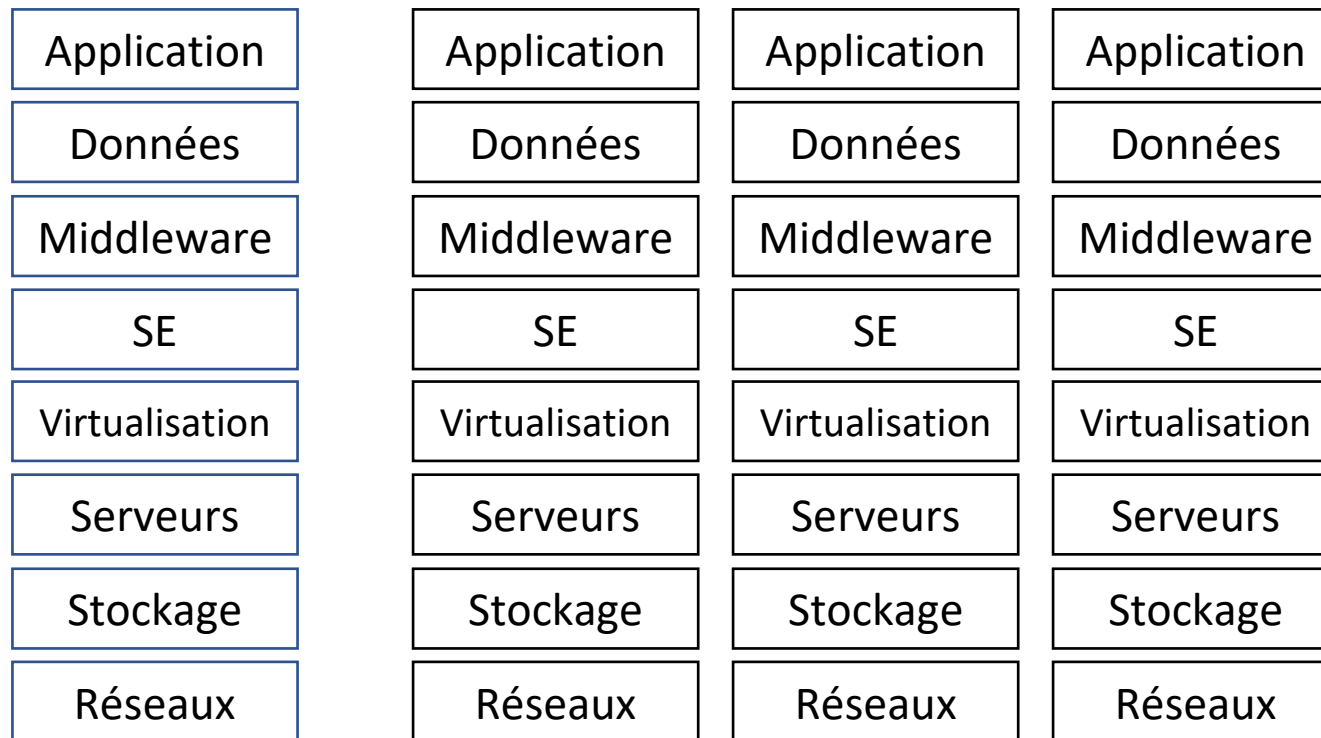 Application Application Application Application
Données Données Données Données
Middleware Middleware Middleware Middleware
SE SE SE SE
Virtualisation Virtualisation Virtualisation Virtualisation
Serveurs Serveurs Serveurs Serveurs
Stockage Stockage Stockage Stockage
Réseaux Réseaux Réseaux Réseaux